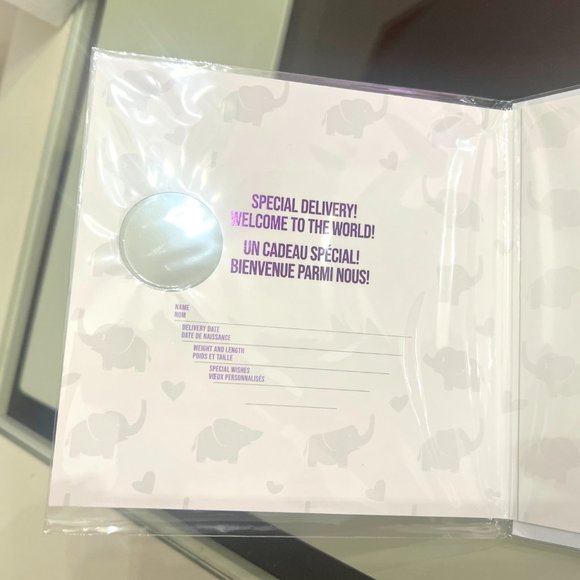 SPECIAL DELIVERY!
WELCOME TO THE WORLD!
UN CADEAU SPÉCIAL!
BIENVENUE PARMI NOUS!
NAME
NOM
DELIVERY DATE
DATE DE NAISSANCE
WEIGHT AND LENGTH
POIDS ET TAILLE
SPECIAL WISHES
VŒUX PERSONNALISÉS